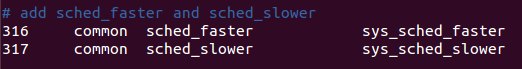 # add sched_faster and sched_slower
316 common sched_faster sys_sched_faster
317 common sched_slower sys_sched_slower